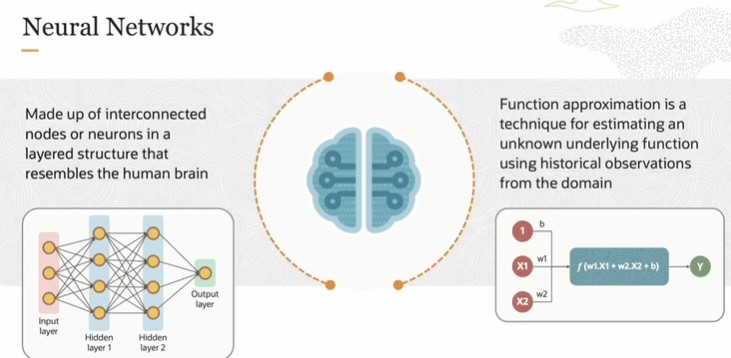 Neural Networks
Made up of interconnected
nodes or neurons in a
layered structure that
resembles the human brain
Input
layer
Hidden
layer 1
Hidden
layer 2
Output
layer
Function approximation is a
technique for estimating an
unknown underlying function
using historical observations
from the domain
1
b
X1
w1
X2
w2
f (w1.X1 + w2.X2 + b)
Y